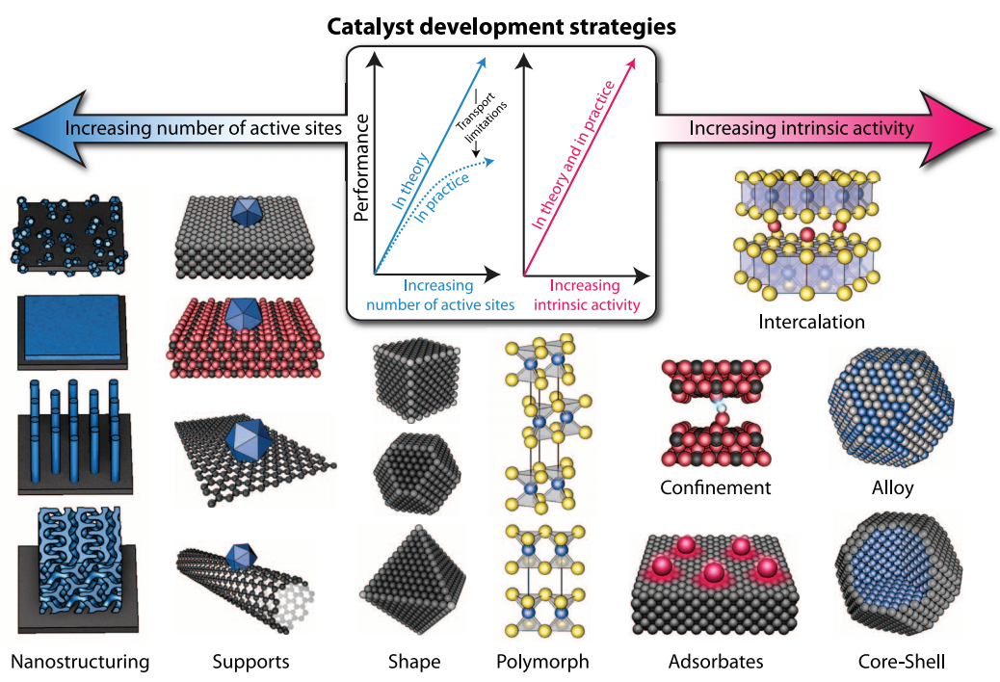 Catalyst development strategies
Increasing number of active sites
Increasing intrinsic activity
Performance
In theory
In practice
Transport
limitations
Increasing
number of active sites
In theory and in practice
Increasing
intrinsic activity
Intercalation
Confinement
Alloy
Nanostructuring
Supports
Shape
Polymorph
Adsorbates
Core-Shell